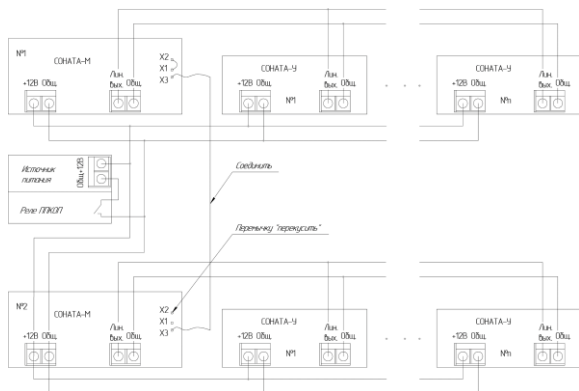 №1
СОНАТА-М
X2
X1
X3
+12В Общ.
Лин. вых.
Общ.
СОНАТА-У
+12В Общ.
№1
Лин. вых.
Общ.
СОНАТА-У
+12В Общ.
№n
Лин. вых.
Общ.
Источник питания
Общ.
+12В
Реле ППКОП
Соединить
Перемычку "перекусить"
№2
СОНАТА-М
X2
X1
X3
+12В Общ.
Лин. вых.
Общ.
СОНАТА-У
+12В Общ.
№1
Лин. вых.
Общ.
СОНАТА-У
+12В Общ.
№n
Лин. вых.
Общ.